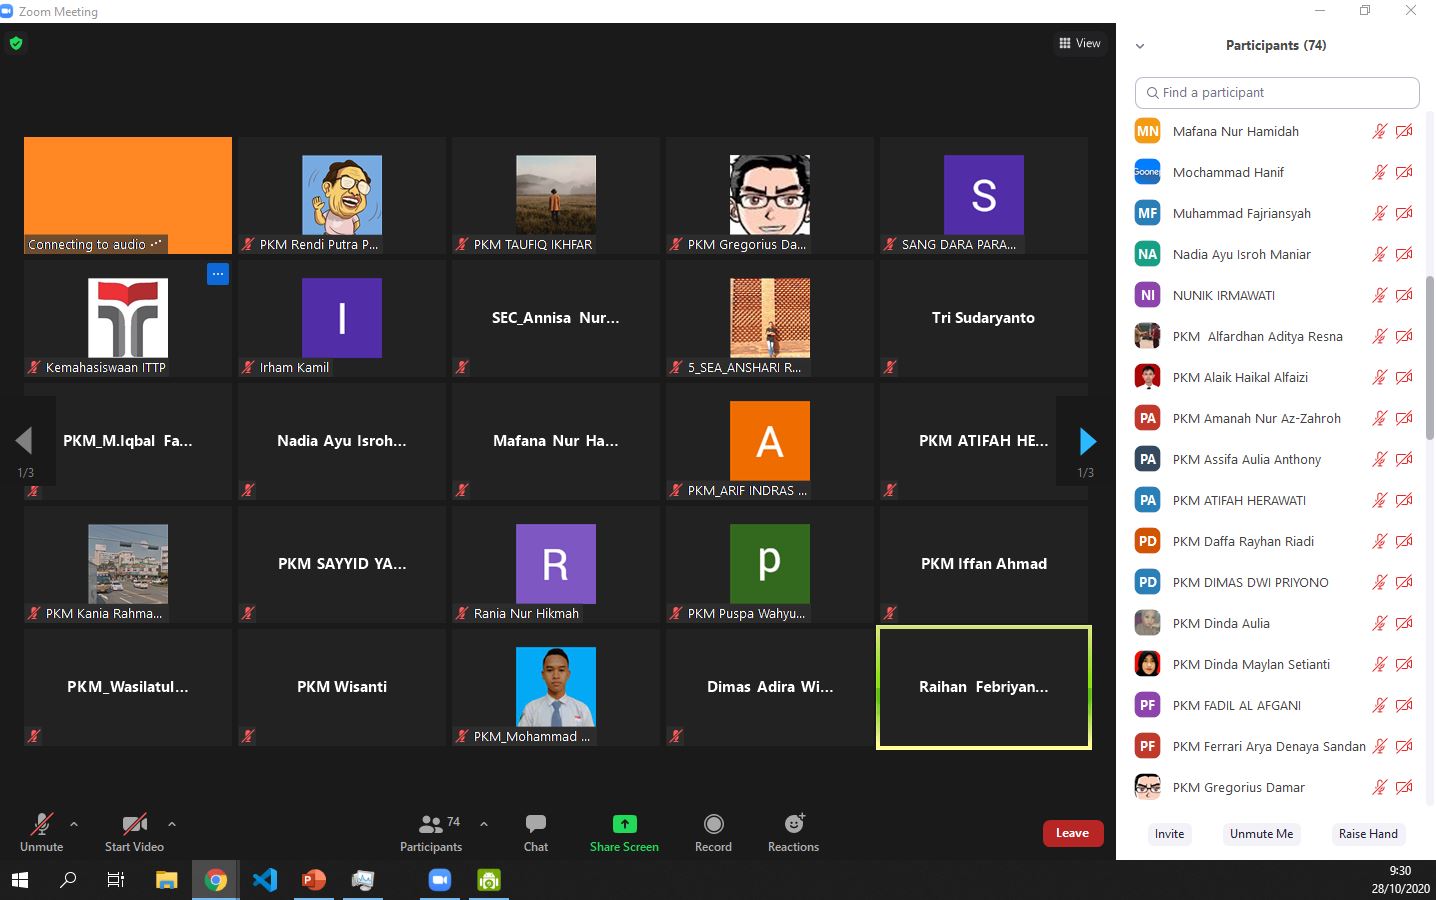 Zoom Meeting
View
Connecting to audio
PKM Rendi Putra P...
PKM TAUFIQ IKHFAR
PKM Gregorius Da...
S
SANG DARA PARA...
Kemahasiswaan ITTP
I
Irham Kamil
SEC_Annisa Nur...
5_SEA_ANSHARI R...
Tri Sudaryanto
1/3
PKM_M.Iqbal Fa...
Nadia Ayu Isroh...
Mafana Nur Ha...
A
PKM_ARIF INDRAS ...
PKM ATIFAH HE...
1/3
PKM Kania Rahma...
PKM SAYYID YA...
R
Rania Nur Hikmah
p
PKM Puspa Wahyu...
PKM Iffan Ahmad
PKM_Wasilatul...
PKM Wisanti
PKM_Mohammad ...
Dimas Adira Wi...
Raihan Febriyan...
Unmute
Start Video
Participants
74
Chat
Share Screen
Record
Reactions
Leave
Participants (74)
Find a participant
MN Mafana Nur Hamidah
Mochammad Hanif
MF Muhammad Fajriansyah
NA Nadia Ayu Isroh Maniar
NI NUNIK IRMAWATI
PKM Alfardhan Aditya Resna
PKM Alaik Haikal Alfaizi
PA PKM Amanah Nur Az-Zahroh
PA PKM Assifa Aulia Anthony
PA PKM ATIFAH HERAWATI
PD PKM Daffa Rayhan Riadi
PD PKM DIMAS DWI PRIYONO
PKM Dinda Aulia
PKM Dinda Maylan Setianti
PF PKM FADIL AL AFGANI
PF PKM Ferrari Arya Denaya Sandan
PKM Gregorius Damar
Invite
Unmute Me
Raise Hand
9:30
28/10/2020